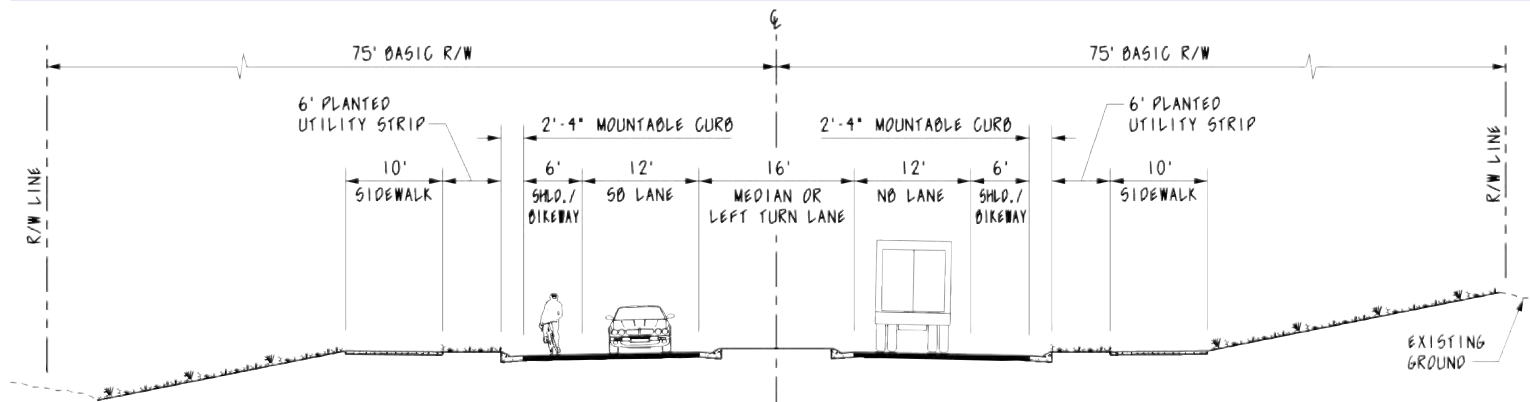 ℄
75' BASIC R/W
75' BASIC R/W
6' PLANTED
UTILITY STRIP
2'-4" MOUNTABLE CURB
2'-4" MOUNTABLE CURB
6' PLANTED
UTILITY STRIP
R/W LINE
10'
SIDEWALK
6'
SHLD./
BIKEWAY
12'
SB LANE
16'
MEDIAN OR
LEFT TURN LANE
12'
NB LANE
6'
SHLD./
BIKEWAY
10'
SIDEWALK
R/W LINE
EXISTING
GROUND